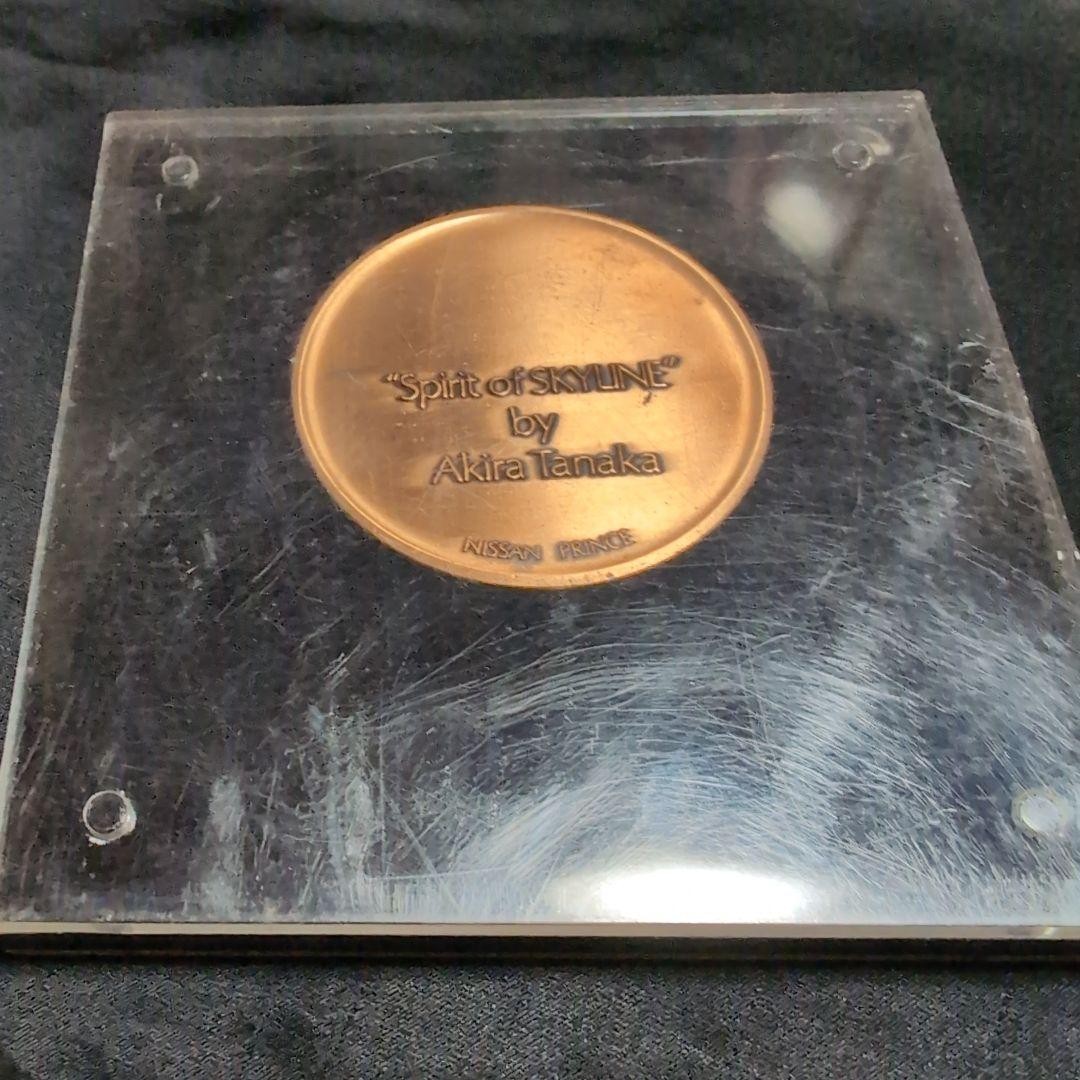 "Spirit of SKYLINE"
by
Akira Tanaka
NISSAN PRINCE